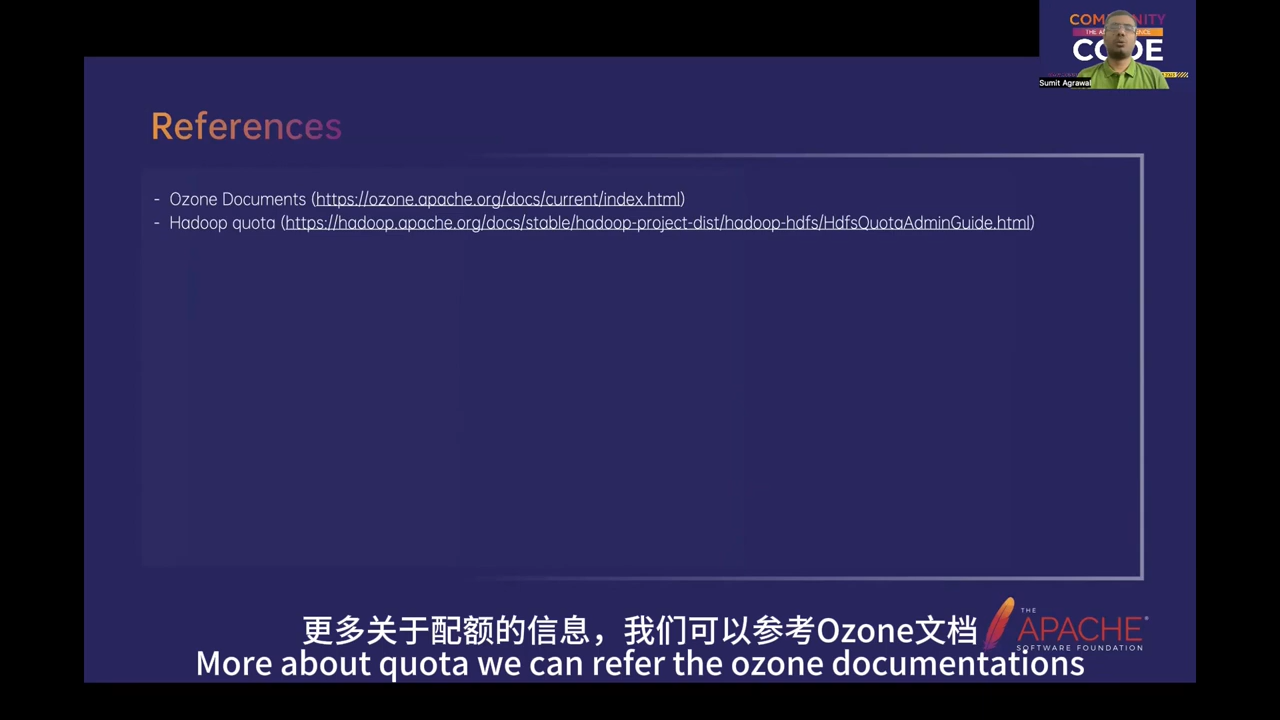 COMMUNITY
CODE
Sumit Agrawal
References
- Ozone Documents (https://ozone.apache.org/docs/current/index.html)
- Hadoop quota (https://hadoop.apache.org/docs/stable/hadoop-project-dist/hadoop-hdfs/HdfsQuotaAdminGuide.html)
更多关于配额的信息，我们可以参考Ozone文档
More about quota we can refer the ozone documentations
THE
APACHE®
SOFTWARE FOUNDATION